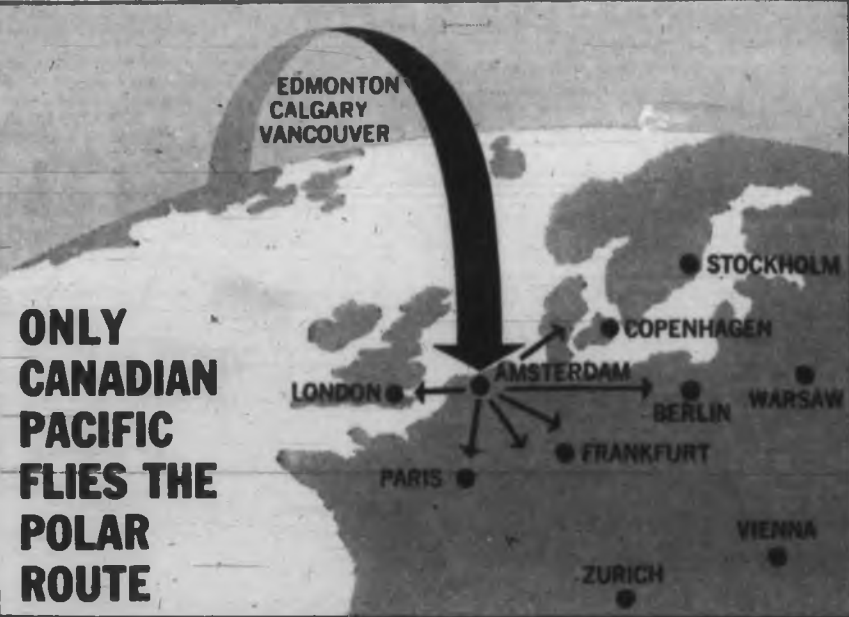 EDMONTON
CALGARY
VANCOUVER
STOCKHOLM
COPENHAGEN
AMSTERDAM
LONDON
BERLIN
WARSAW
FRANKFURT
PARIS
VIENNA
ZURICH
ONLY
CANADIAN
PACIFIC
FLIES THE
POLAR
ROUTE